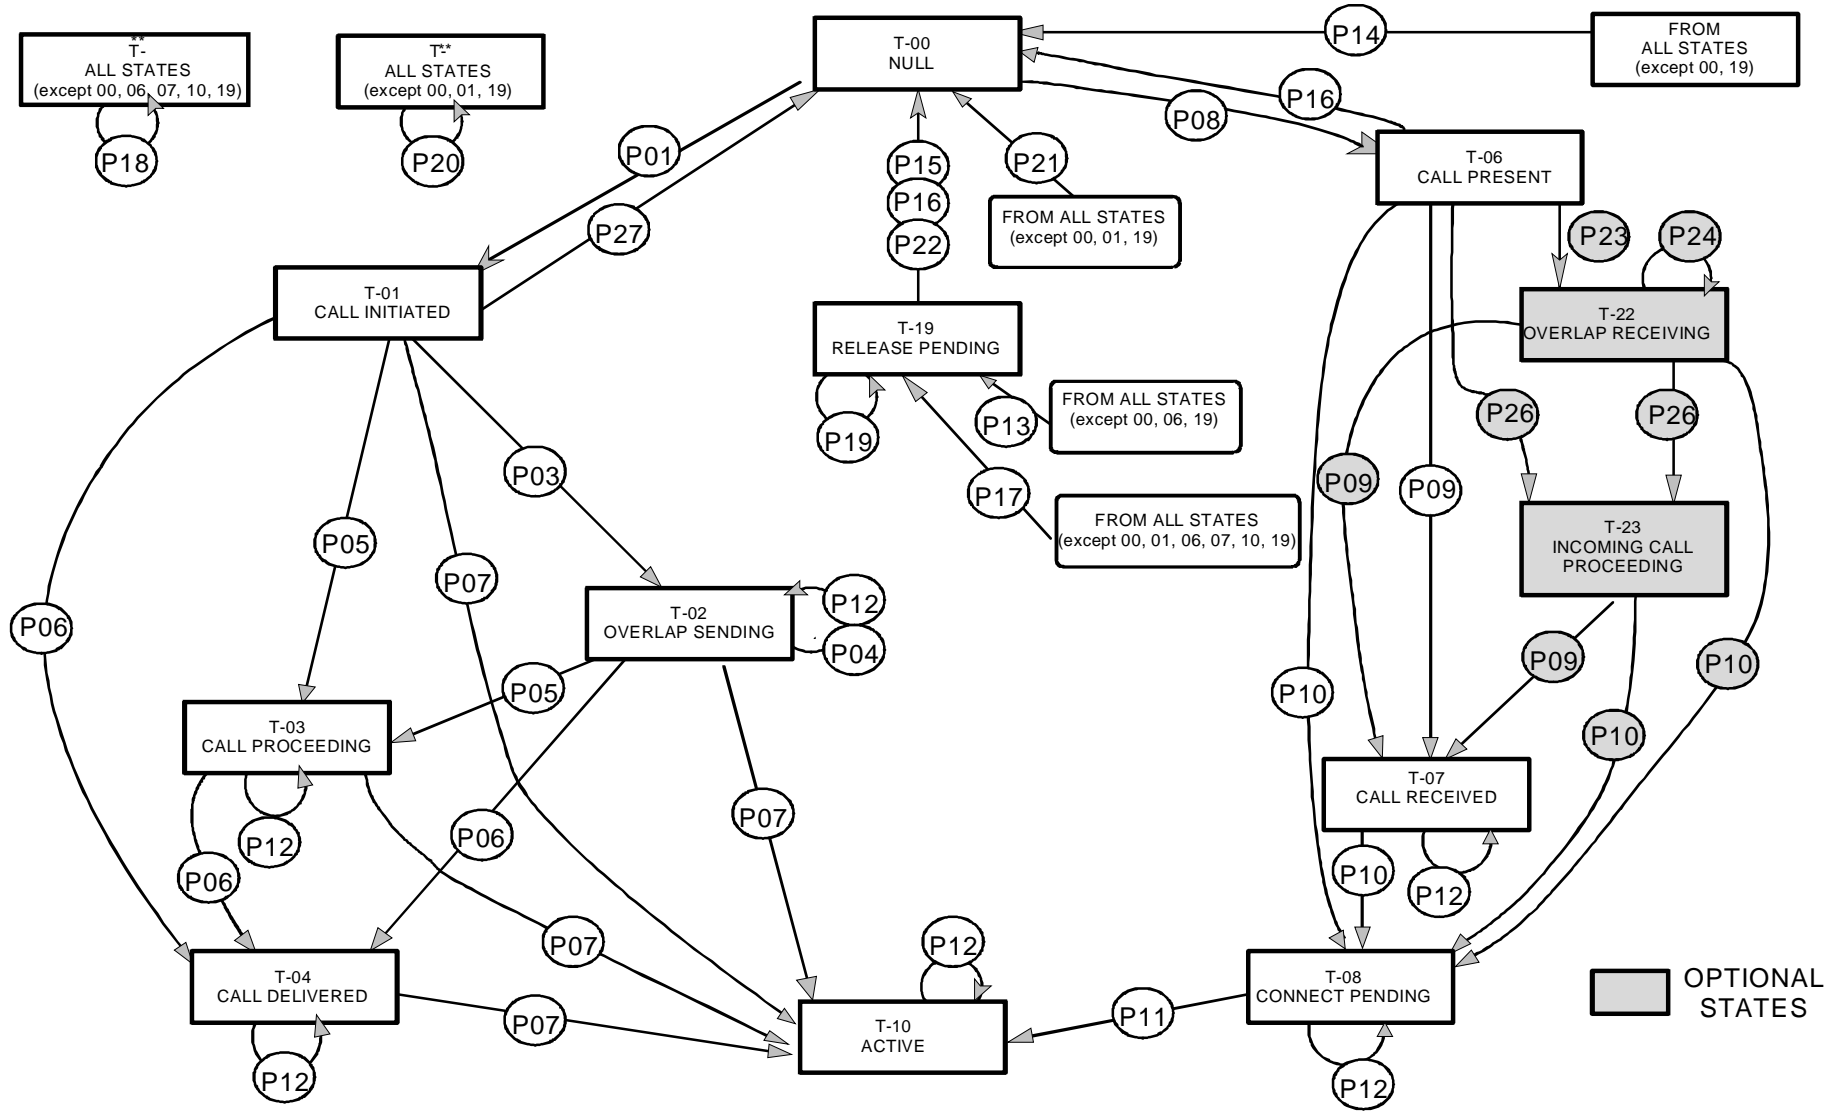 **
T-
ALL STATES
(except 00, 06, 07, 10, 19)
P18
T-**
ALL STATES
(except 00, 01, 19)
P20
T-00
NULL
P14
FROM
ALL STATES
(except 00, 19)
P16
P08
P01
P27
P15
P16
P22
P21
FROM ALL STATES
(except 00, 01, 19)
T-06
CALL PRESENT
P23
P24
T-01
CALL INITIATED
T-19
RELEASE PENDING
T-22
OVERLAP RECEIVING
P19
P13
FROM ALL STATES
(except 00, 06, 19)
P26
P26
P03
P17
FROM ALL STATES
(except 00, 01, 06, 07, 10, 19)
P09
P09
T-23
INCOMING CALL
PROCEEDING
P05
P07
P06
T-02
OVERLAP SENDING
P12
P04
P09
P10
P10
P05
P10
T-03
CALL PROCEEDING
P12
P06
P06
P07
T-07
CALL RECEIVED
P10
P12
P07
P12
T-04
CALL DELIVERED
P07
P12
T-10
ACTIVE
P11
T-08
CONNECT PENDING
P12
OPTIONAL
STATES